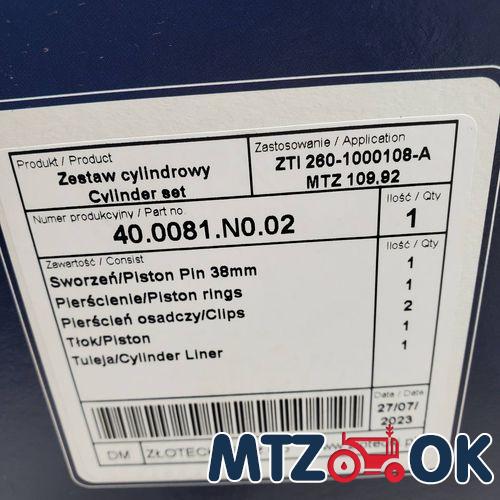 Produkt / Product
Zestaw cylindrowy
Cylinder set
Zastosowanie / Application
ZTI 260-1000108-A
MTZ 109,92
Numer produkcyjny / Part no
40.0081.N0.02
Ilość / Qty
1
Zawartość / Consist
Ilość / Qty
Sworzeń/Piston Pin 38mm 1
Pierścienie/Piston rings 1
Pierścień osadczy/Clips 2
Tłok/Piston 1
Tuleja/Cylinder Liner 1
Data / Date
27/07/
2023
DM
MTZ OK